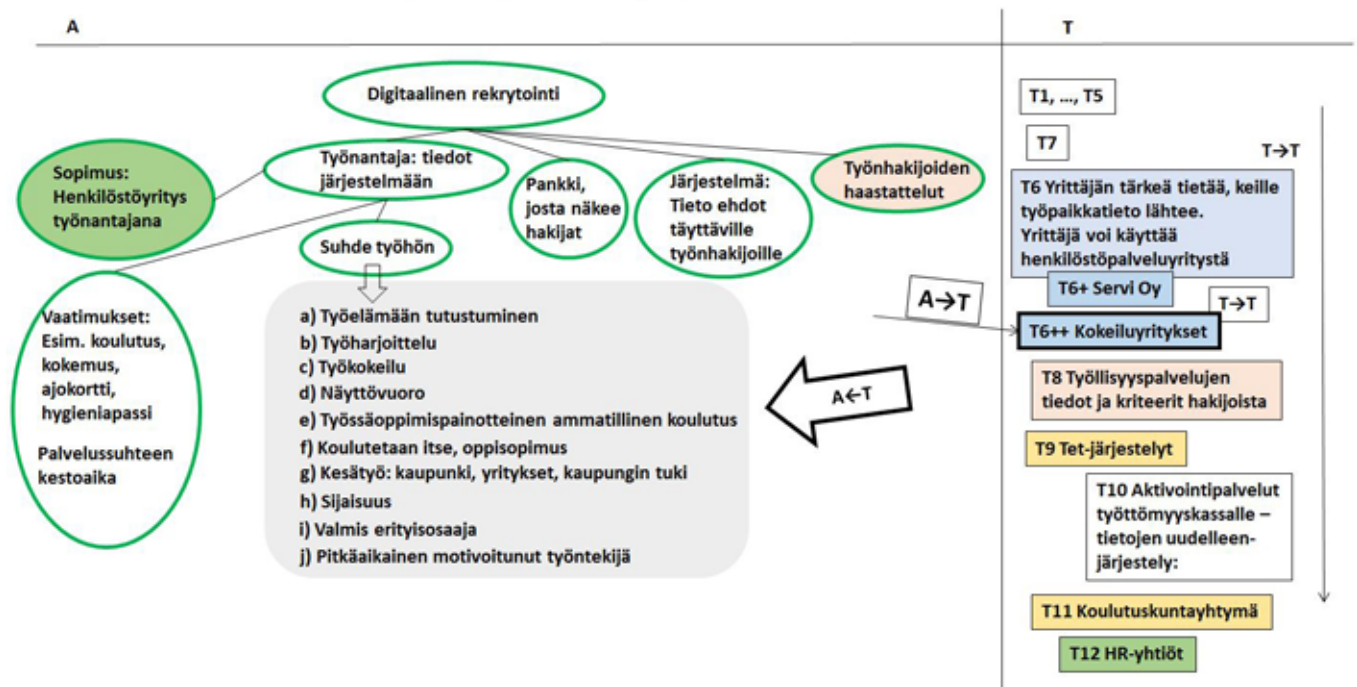 A
T
Digitaalinen rekrytointi
Sopimus:
Henkilöstöyritys
työnantajana
Työnantaja: tiedot
järjestelmään
Pankki,
josta näkee
hakijat
Järjestelmä:
Tieto ehdot
täyttäville
työnhakijoille
Työnhakijoiden
haastattelut
Suhde työhön
Vaatimukset:
Esim. koulutus,
kokemus,
ajokortti,
hygieniapassi
Palvelussuhteen
kestoaika
a) Työelämään tutustuminen
b) Työharjoittelu
c) Työkokeilu
d) Näyttövuoro
e) Työssäoppimispainotteinen ammatillinen koulutus
f) Koulutetaan itse, oppisopimus
g) Kesätyö: kaupunki, yritykset, kaupungin tuki
h) Sijaisuus
i) Valmis erityisosaaja
j) Pitkäaikainen motivoitunut työntekijä
A→T
A←T
T1, ..., T5
T7
T→T
T6 Yrittäjän tärkeä tietää, keille
työpaikkatieto lähtee.
Yrittäjä voi käyttää
henkilöstöpalveluyritystä
T6+ Servi Oy
T→T
T6++ Kokeiluyritykset
T8 Työllisyyspalvelujen
tiedot ja kriteerit hakijoista
T9 Tet-järjestelyt
T10 Aktivointipalvelut
työttömyyskassalle –
tietojen uudelleen-
järjestely:
T11 Koulutuskuntayhtymä
T12 HR-yhtiöt